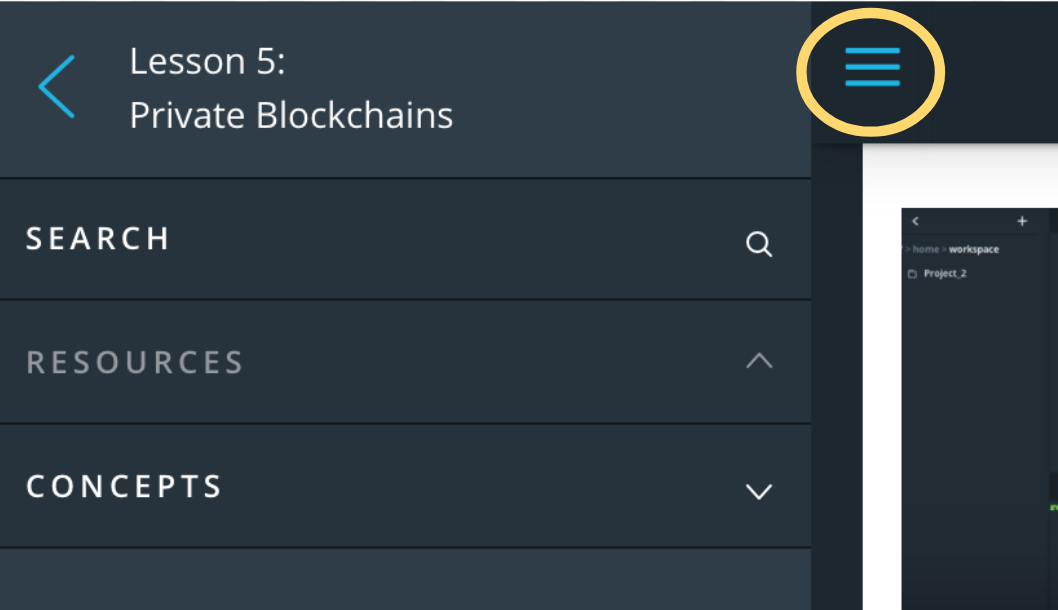 Lesson 5:
Private Blockchains
SEARCH
RESOURCES
CONCEPTS
> home > workspace
Project_2